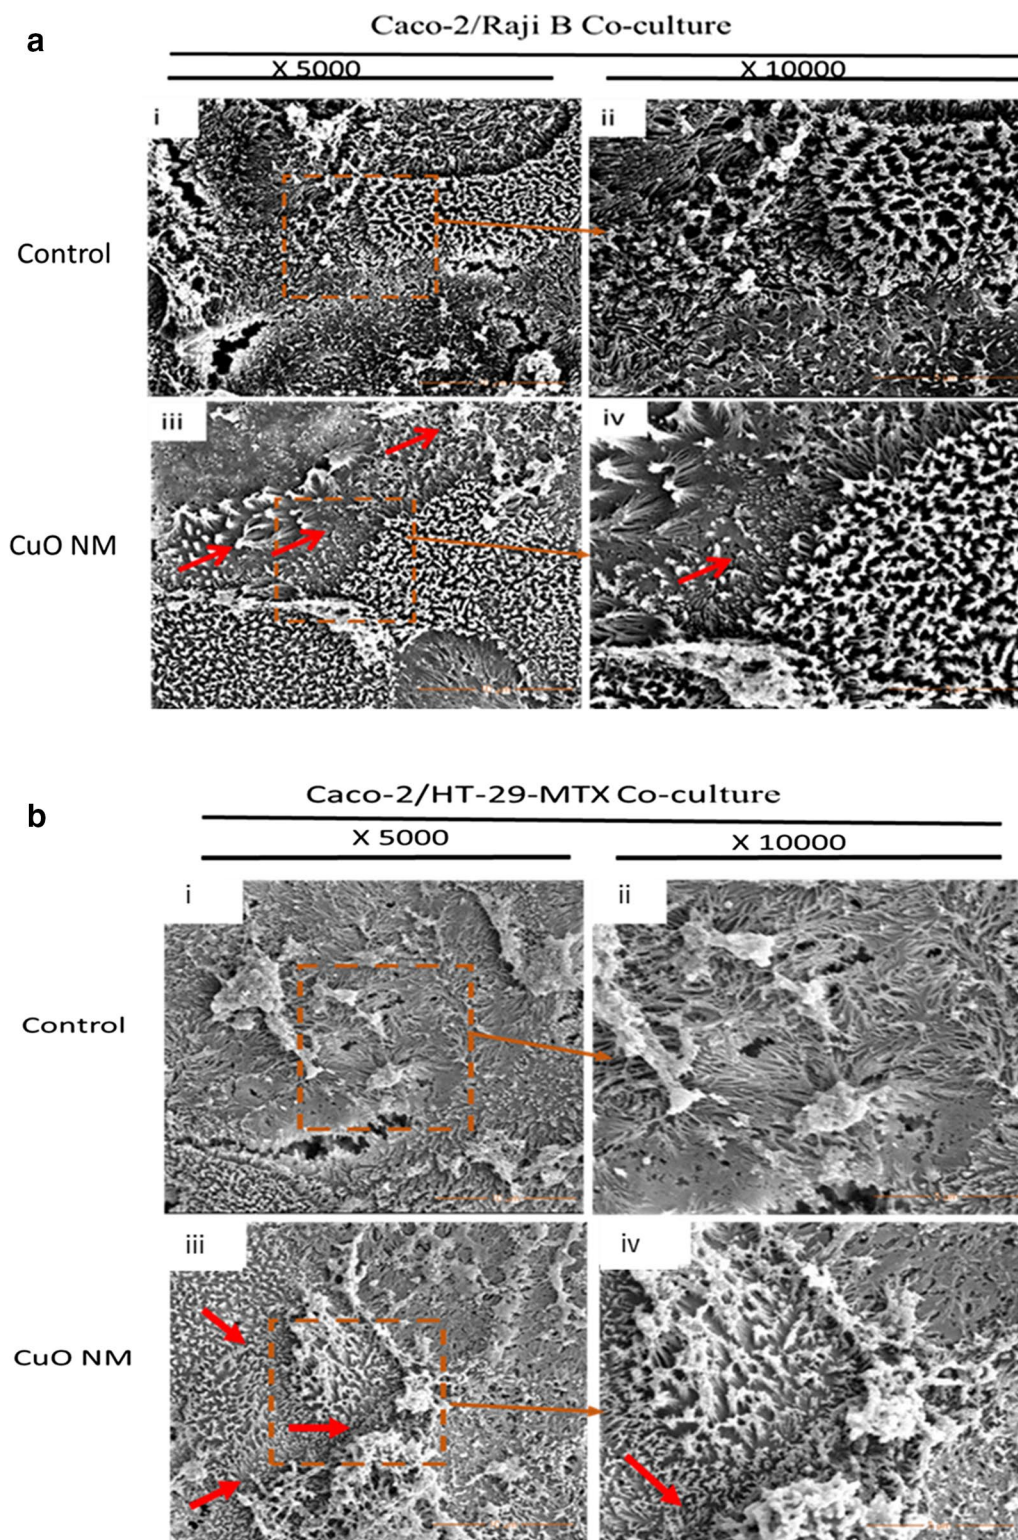 a
Caco-2/Raji B Co-culture
X 5000
X 10000
i
ii
Control
iii
iv
CuO NM
b
Caco-2/HT-29-MTX Co-culture
X 5000
X 10000
i
ii
Control
iii
iv
CuO NM